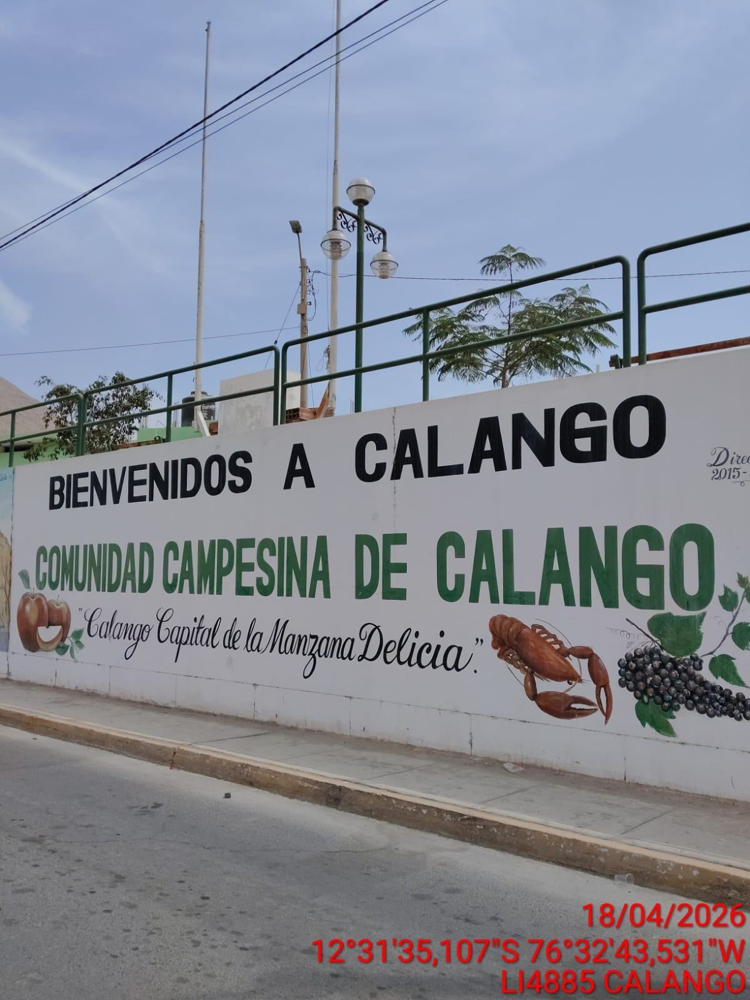 BIENVENIDOS A CALANGO
2015-
COMUNIDAD CAMPESINA DE CALANGO
"Calango Capital de la Manzana Delicia".
18/04/2026
12°31'35,107"S 76°32'43,531"W
LI4885 CALANGO